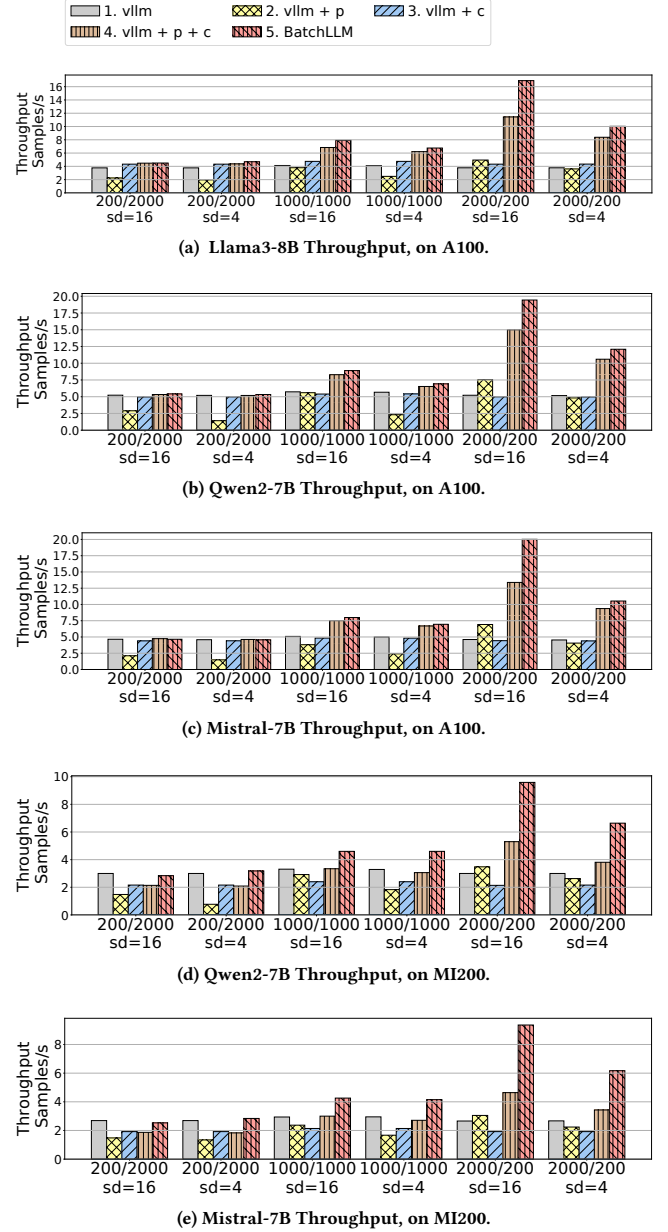 1. vllm 2. vllm + p 3. vllm + c
4. vllm + p + c 5. BatchLLM
Throughput
Samples/s
16
14
12
10
8
6
4
2
0
200/2000 200/2000 1000/1000 1000/1000 2000/200 2000/200
sd=16 sd=4 sd=16 sd=4 sd=16 sd=4
(a) Llama3-8B Throughput, on A100.
Throughput
Samples/s
20.0
17.5
15.0
12.5
10.0
7.5
5.0
2.5
0.0
200/2000 200/2000 1000/1000 1000/1000 2000/200 2000/200
sd=16 sd=4 sd=16 sd=4 sd=16 sd=4
(b) Qwen2-7B Throughput, on A100.
Throughput
Samples/s
20.0
17.5
15.0
12.5
10.0
7.5
5.0
2.5
0.0
200/2000 200/2000 1000/1000 1000/1000 2000/200 2000/200
sd=16 sd=4 sd=16 sd=4 sd=16 sd=4
(c) Mistral-7B Throughput, on A100.
Throughput
Samples/s
10
8
6
4
2
0
200/2000 200/2000 1000/1000 1000/1000 2000/200 2000/200
sd=16 sd=4 sd=16 sd=4 sd=16 sd=4
(d) Qwen2-7B Throughput, on MI200.
Throughput
Samples/s
8
6
4
2
0
200/2000 200/2000 1000/1000 1000/1000 2000/200 2000/200
sd=16 sd=4 sd=16 sd=4 sd=16 sd=4
(e) Mistral-7B Throughput, on MI200.